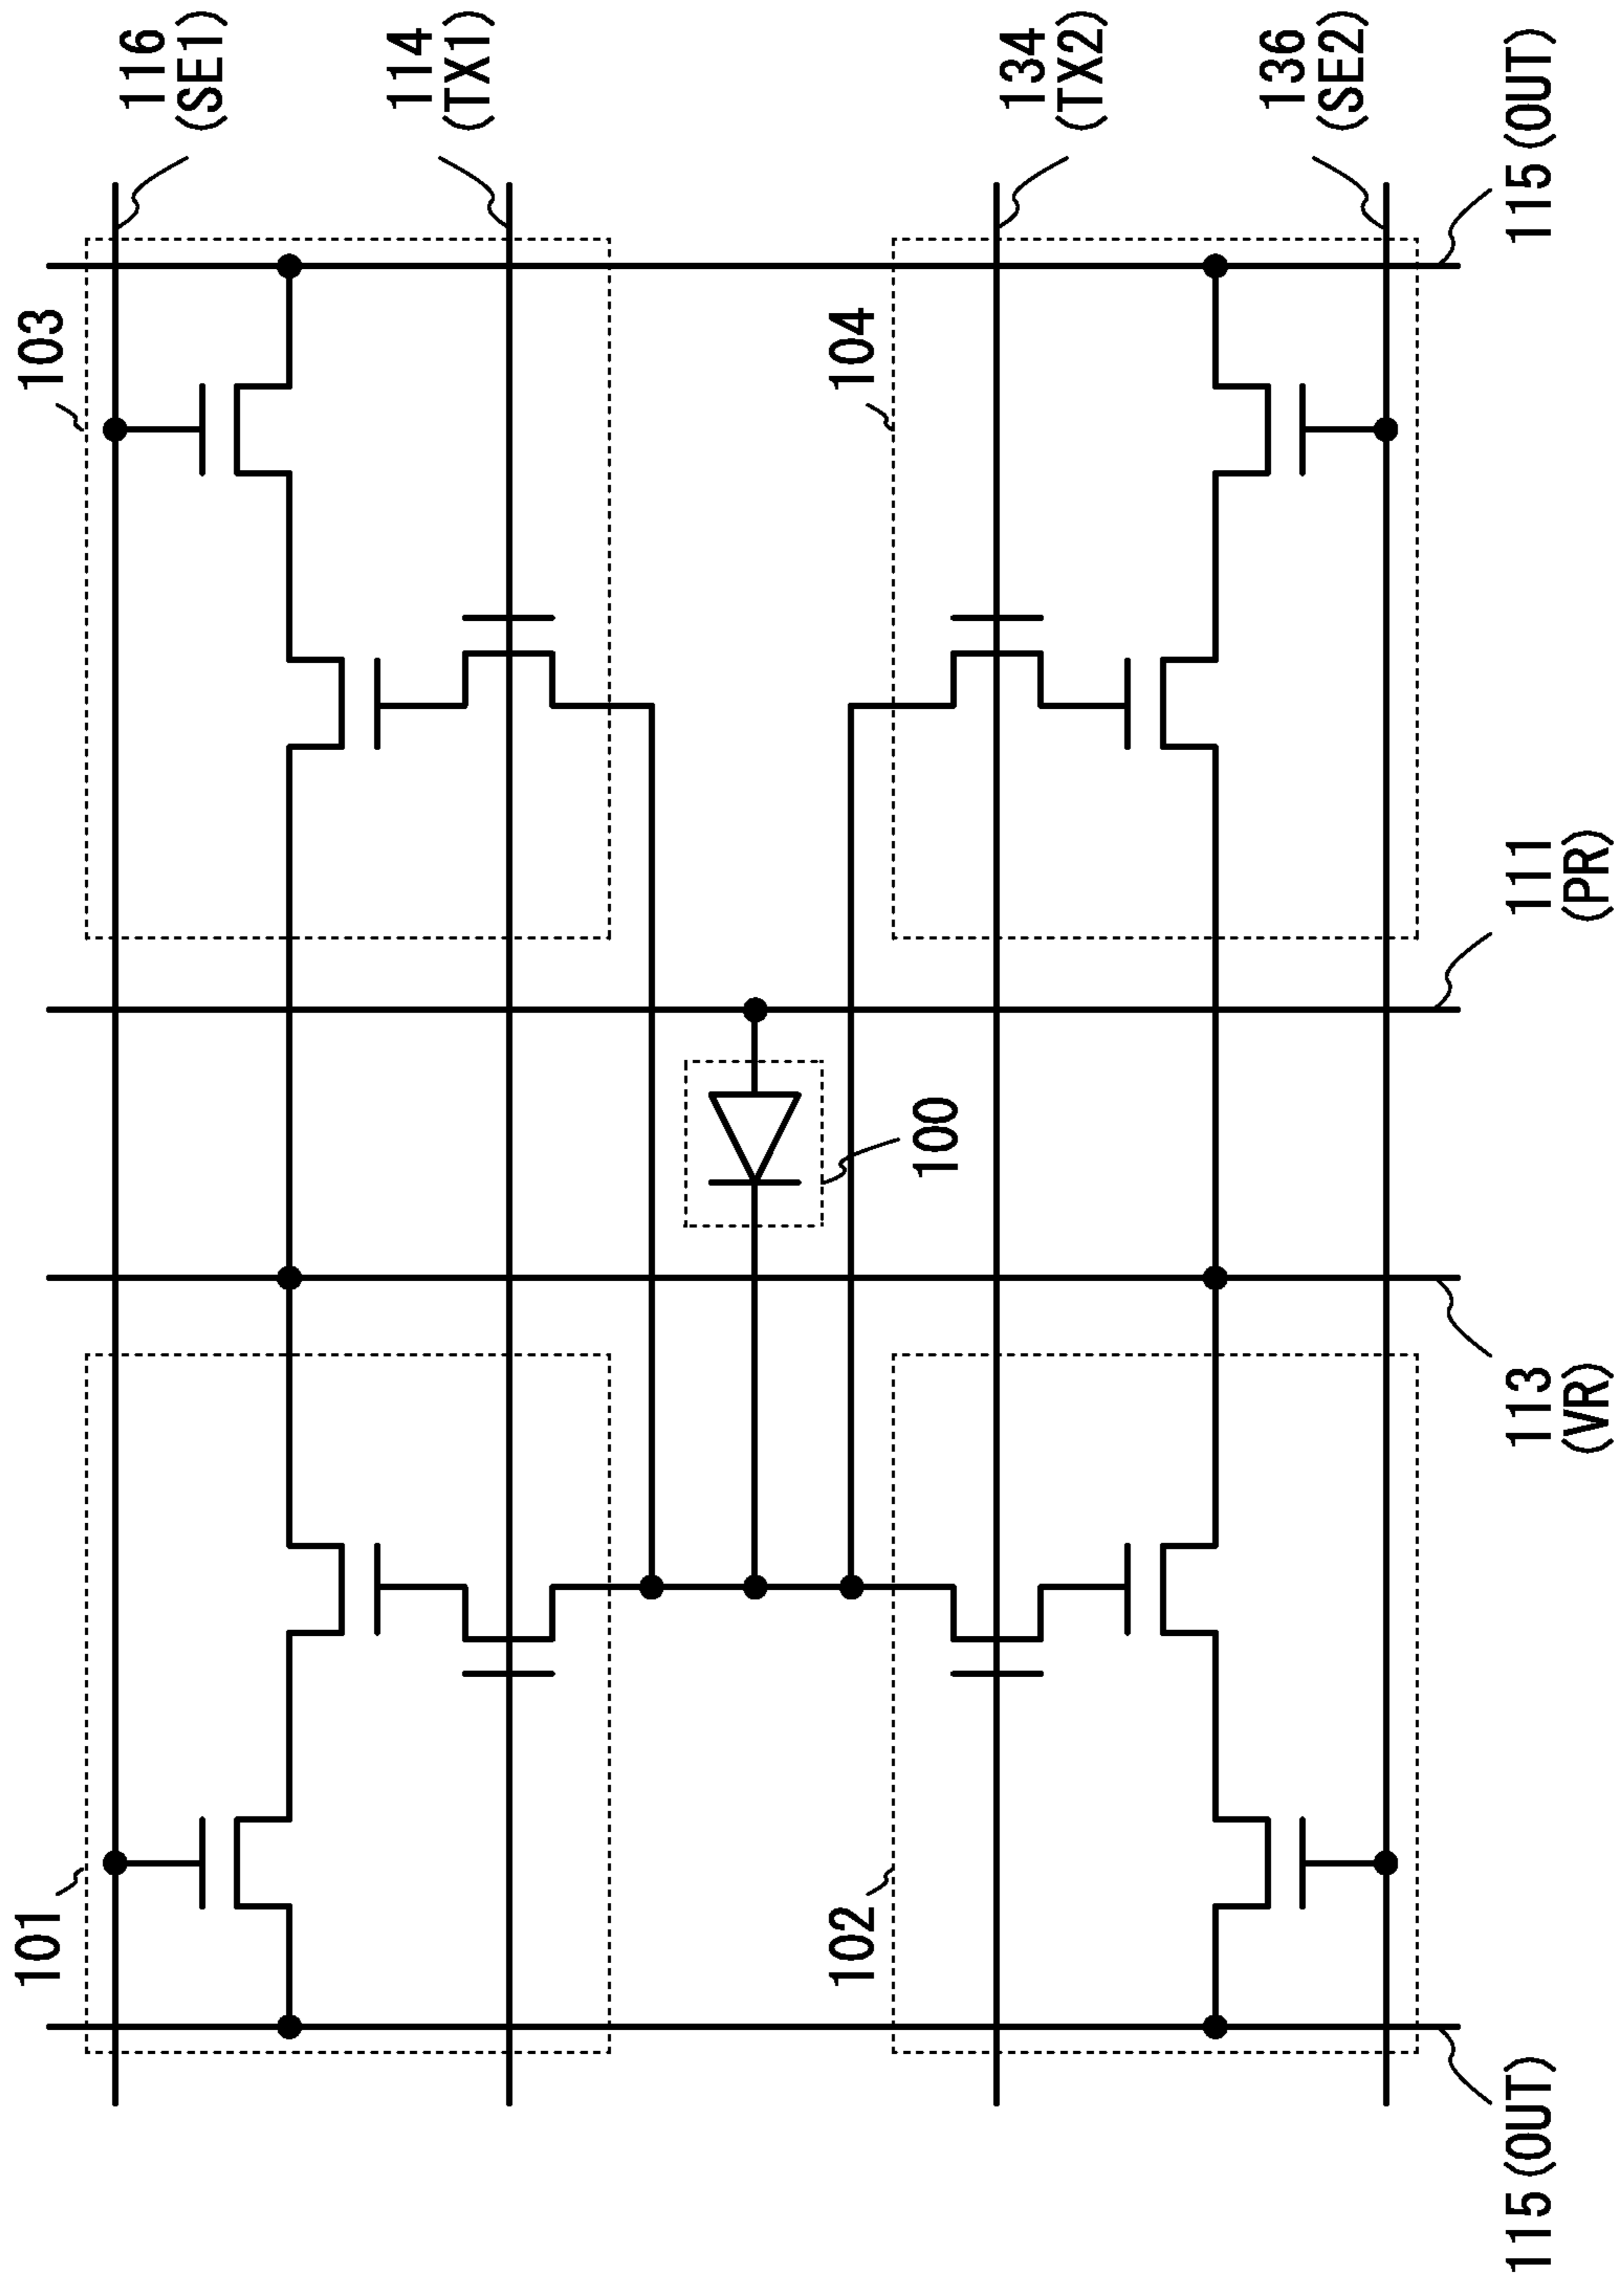 116
(SE1)
114
(TX1)
134
(TX2)
136
(SE2)
115 (OUT)
103
104
111
(PR)
100
113
(VR)
101
102
115 (OUT)